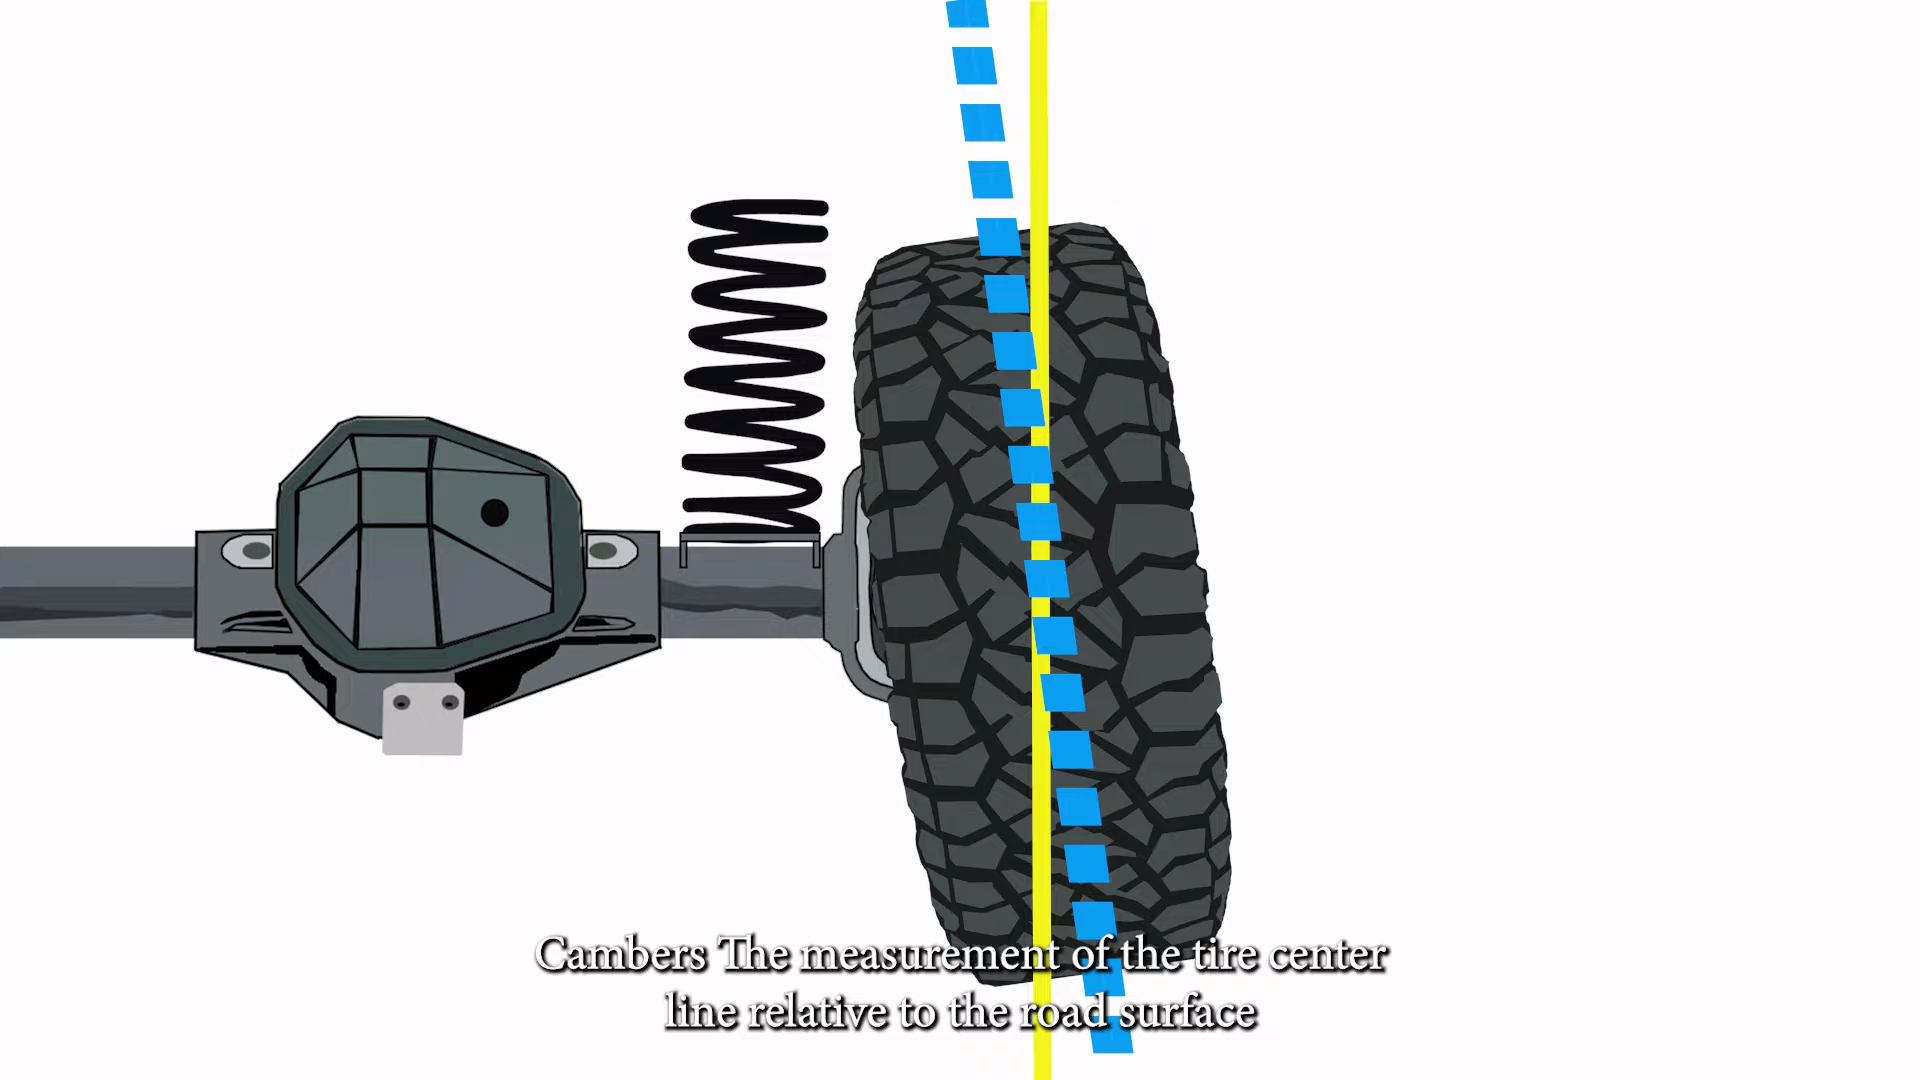 Cambers The measurement of the tire center
line relative to the road surface